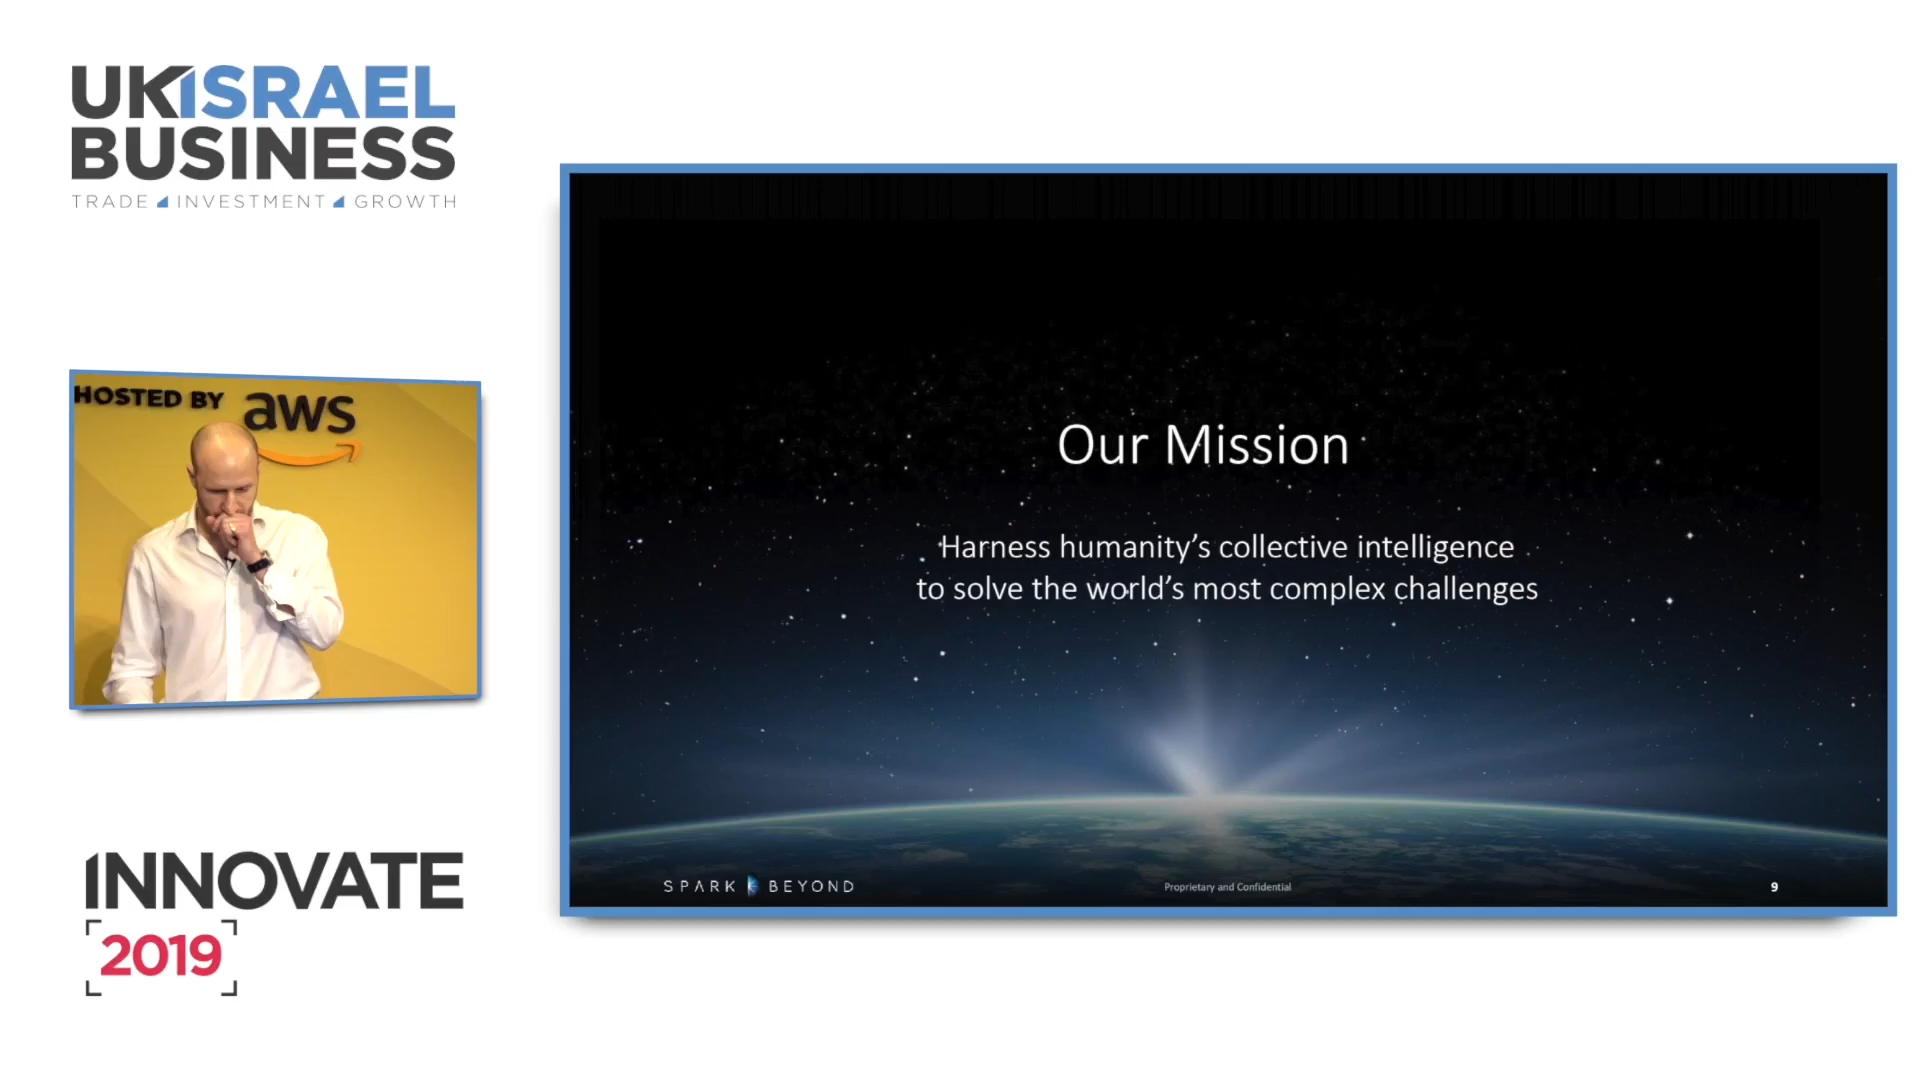 UKISRAEL
BUSINESS
TRADE INVESTMENT GROWTH
HOSTED BY aws
INNOVATE
2019
Our Mission
Harness humanity's collective intelligence
to solve the world's most complex challenges
SPARK BEYOND
Proprietary and Confidential
9